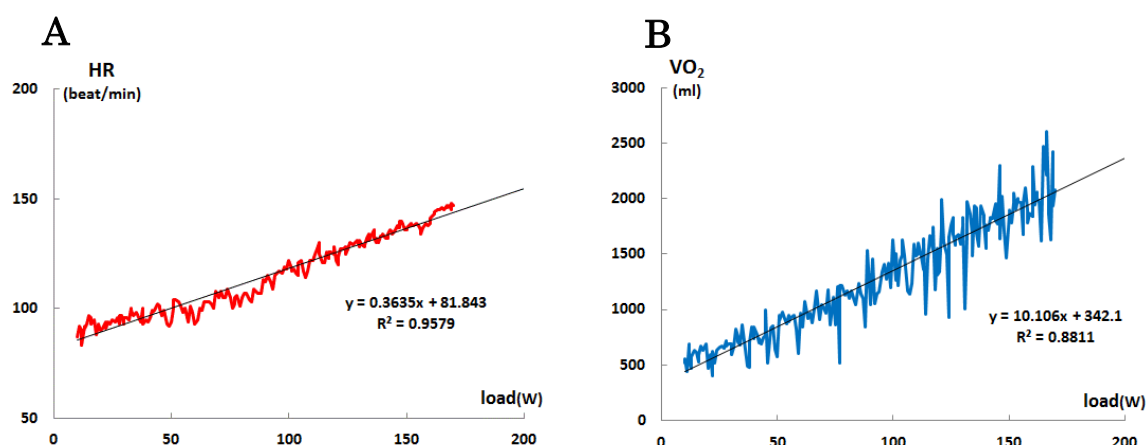 A
HR
(beat/min)
200
150
100
50
y = 0.3635x + 81.843
R² = 0.9579
load(W)
0 50 100 150 200
B
VO₂
(ml)
3000
2500
2000
1500
1000
500
0
y = 10.106x + 342.1
R² = 0.8811
load(W)
0 50 100 150 200